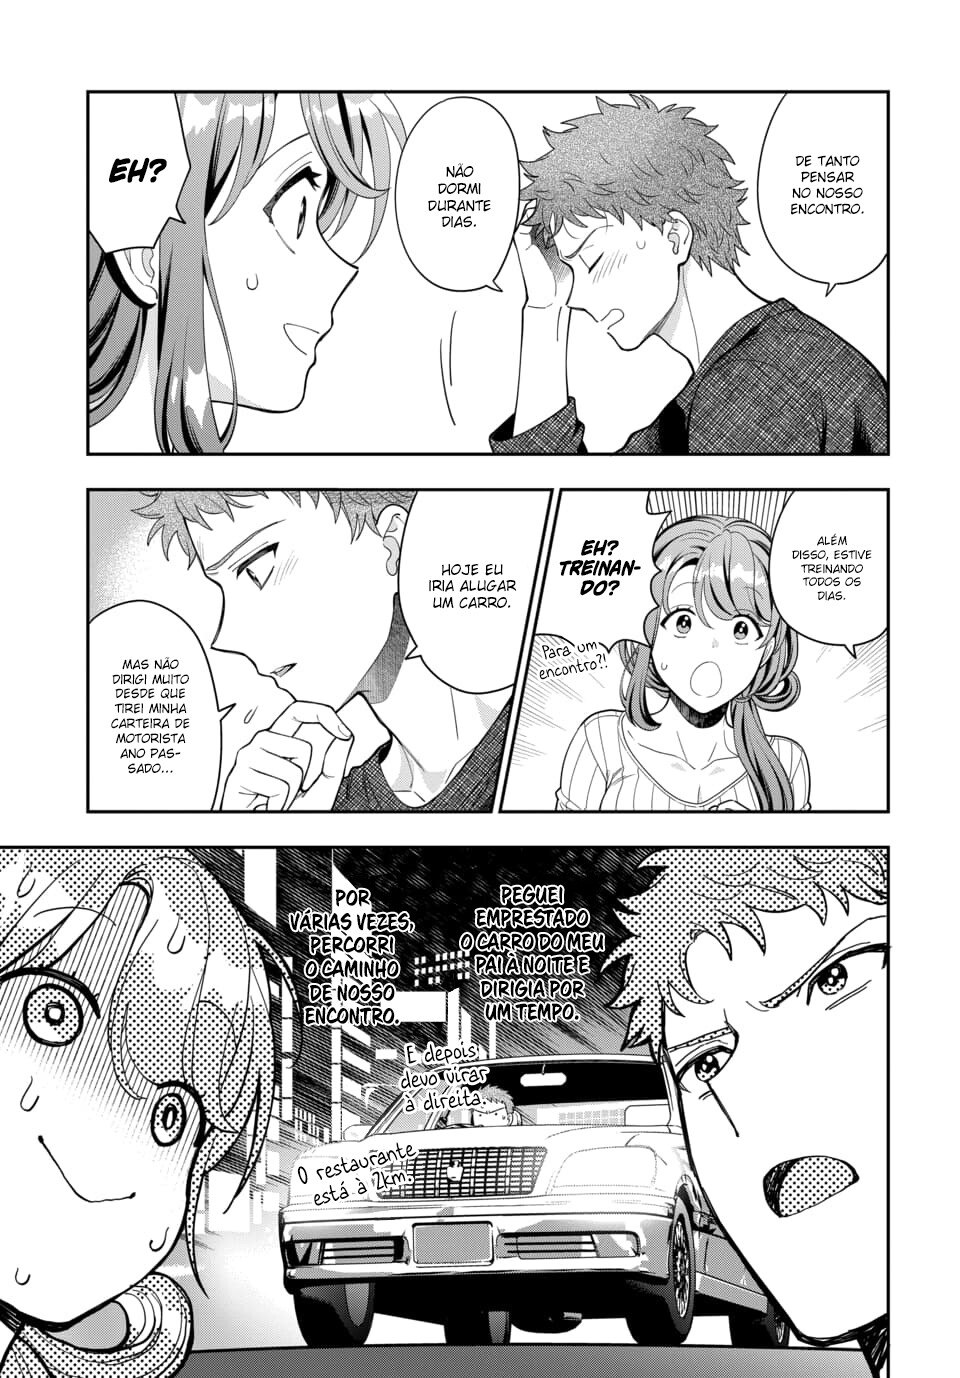 DE TANTO
PENSAR
NO NOSSO
ENCONTRO.
NÃO
DORMI
DURANTE
DIAS.
EH?
ALÉM
DISSO, ESTIVE
TREINANDO
TODOS OS
DIAS.
EH?
TREINAN-
DO?
Para um
encontro?!
HOJE EU
IRIA ALUGAR
UM CARRO.
MAS NÃO
DIRIGI MUITO
DESDE QUE
TIREI MINHA
CARTEIRA DE
MOTORISTA
ANO PAS-
SADO...
PEGUEI
EMPRESTADO
O CARRO DO MEU
PAI À NOITE E
DIRIGIA POR
UM TEMPO.
POR
VÁRIAS VEZES,
PERCORRI
O CAMINHO
DE NOSSO
ENCONTRO.
E depois
devo virar
à direita.
O restaurante
está à 2km.